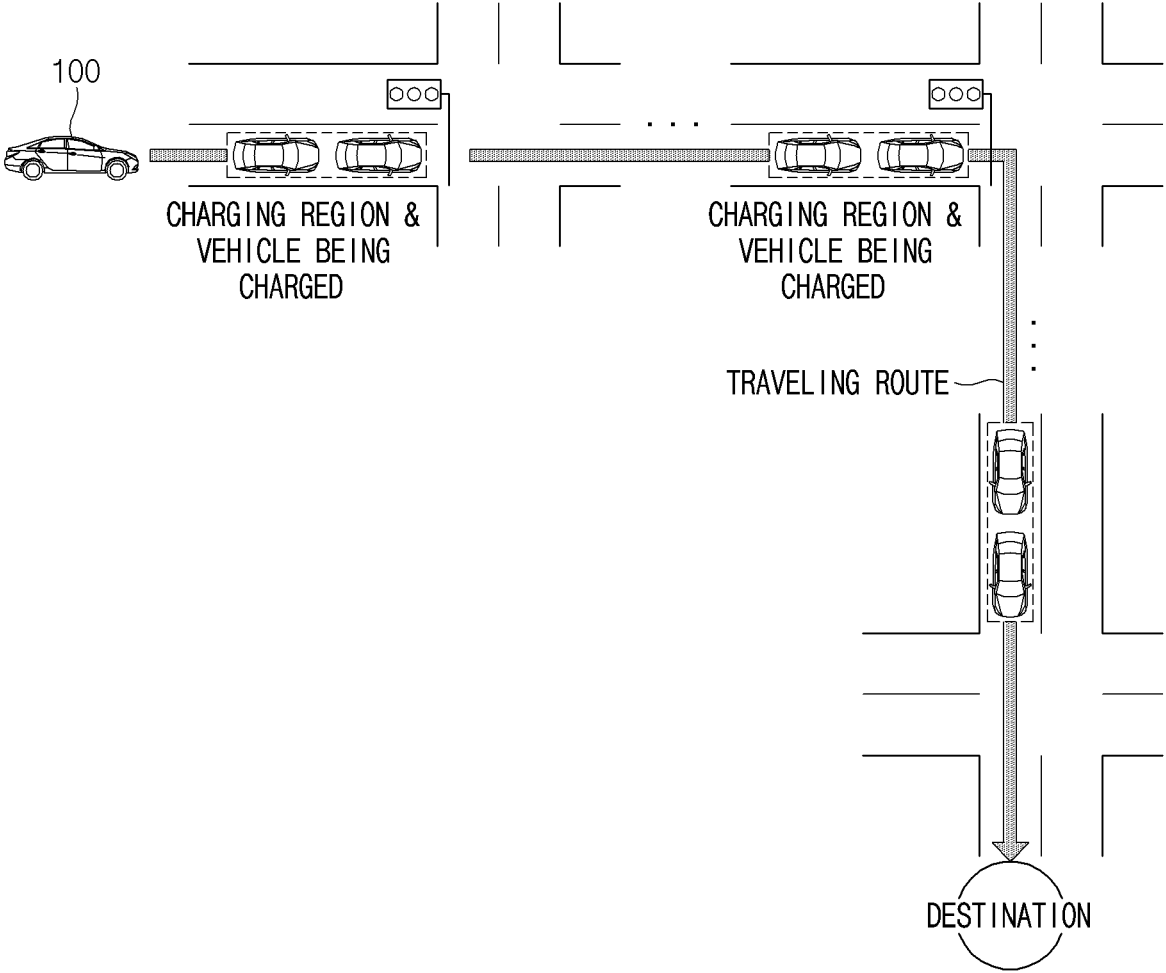 100
CHARGING REGION &
VEHICLE BEING
CHARGED
CHARGING REGION &
VEHICLE BEING
CHARGED
TRAVELING ROUTE
DESTINATION